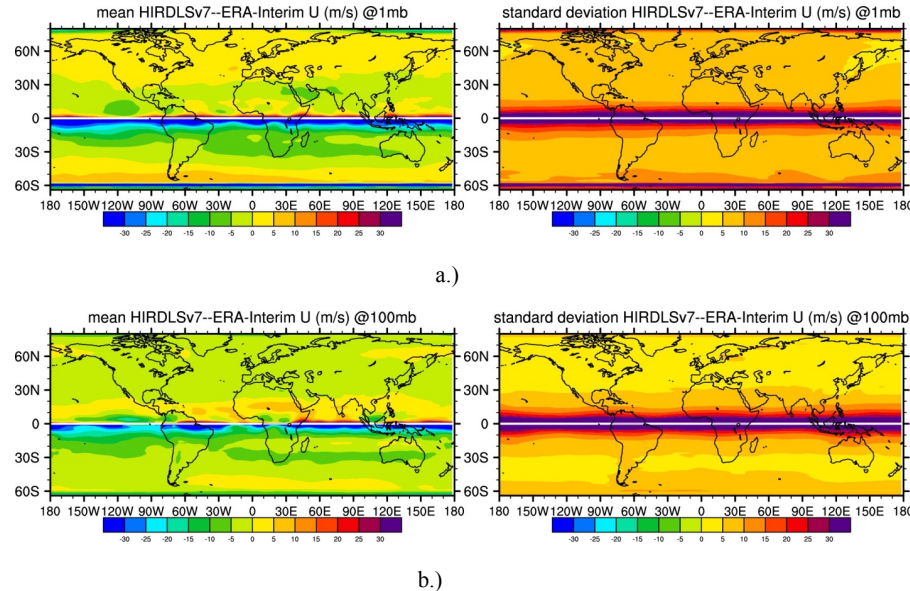 mean HIRDLSv7--ERA-Interim U (m/s) @1mb
60N
30N
0
30S
60S
180 150W 120W 90W 60W 30W 0 30E 60E 90E 120E 150E 180
-30 -25 -20 -15 -10 -5 0 5 10 15 20 25 30
standard deviation HIRDLSv7--ERA-Interim U (m/s) @1mb
60N
30N
0
30S
60S
180 150W 120W 90W 60W 30W 0 30E 60E 90E 120E 150E 180
-30 -25 -20 -15 -10 -5 0 5 10 15 20 25 30
a.)
mean HIRDLSv7--ERA-Interim U (m/s) @100mb
60N
30N
0
30S
60S
180 150W 120W 90W 60W 30W 0 30E 60E 90E 120E 150E 180
-30 -25 -20 -15 -10 -5 0 5 10 15 20 25 30
standard deviation HIRDLSv7--ERA-Interim U (m/s) @100mb
60N
30N
0
30S
60S
180 150W 120W 90W 60W 30W 0 30E 60E 90E 120E 150E 180
-30 -25 -20 -15 -10 -5 0 5 10 15 20 25 30
b.)